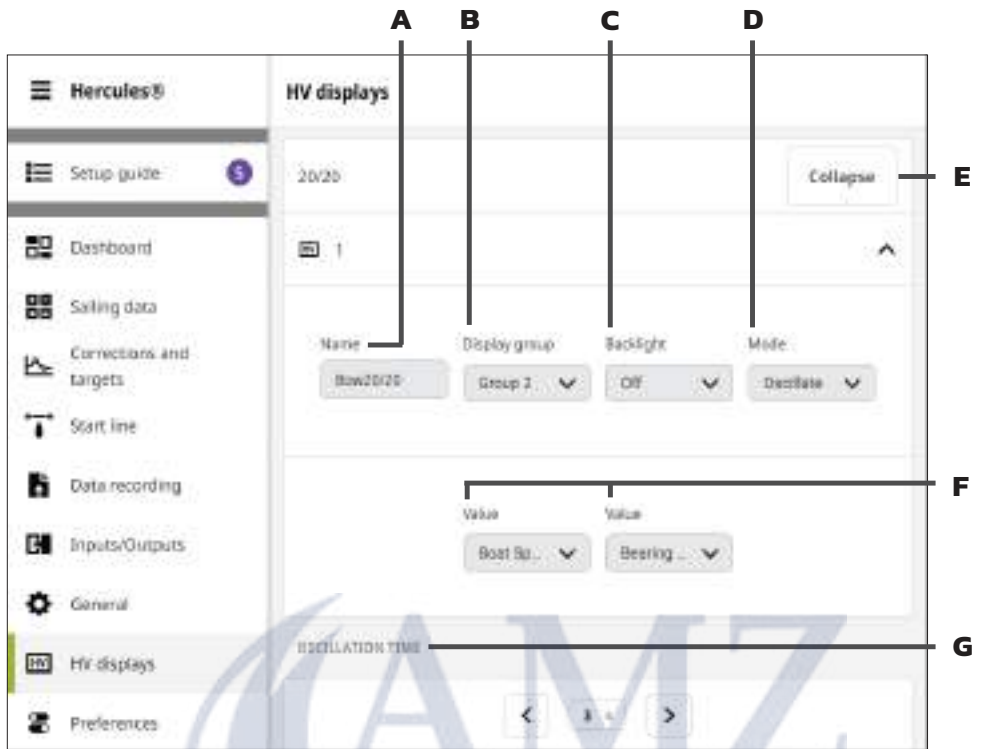 A B C D
Hercules®
HV displays
Setup guide 5
20/20
Collapse
E
Dashboard
1
Sailing data
Corrections and
targets
Name
Display group
Backlight
Mode
Bow20/20
Group 2
Off
Oscillate
Start line
Data recording
F
Value
Value
Inputs/Outputs
Boat Sp...
Bearing ...
General
OSCILLATION TIME
G
HV displays
HV
Preferences
AMZ